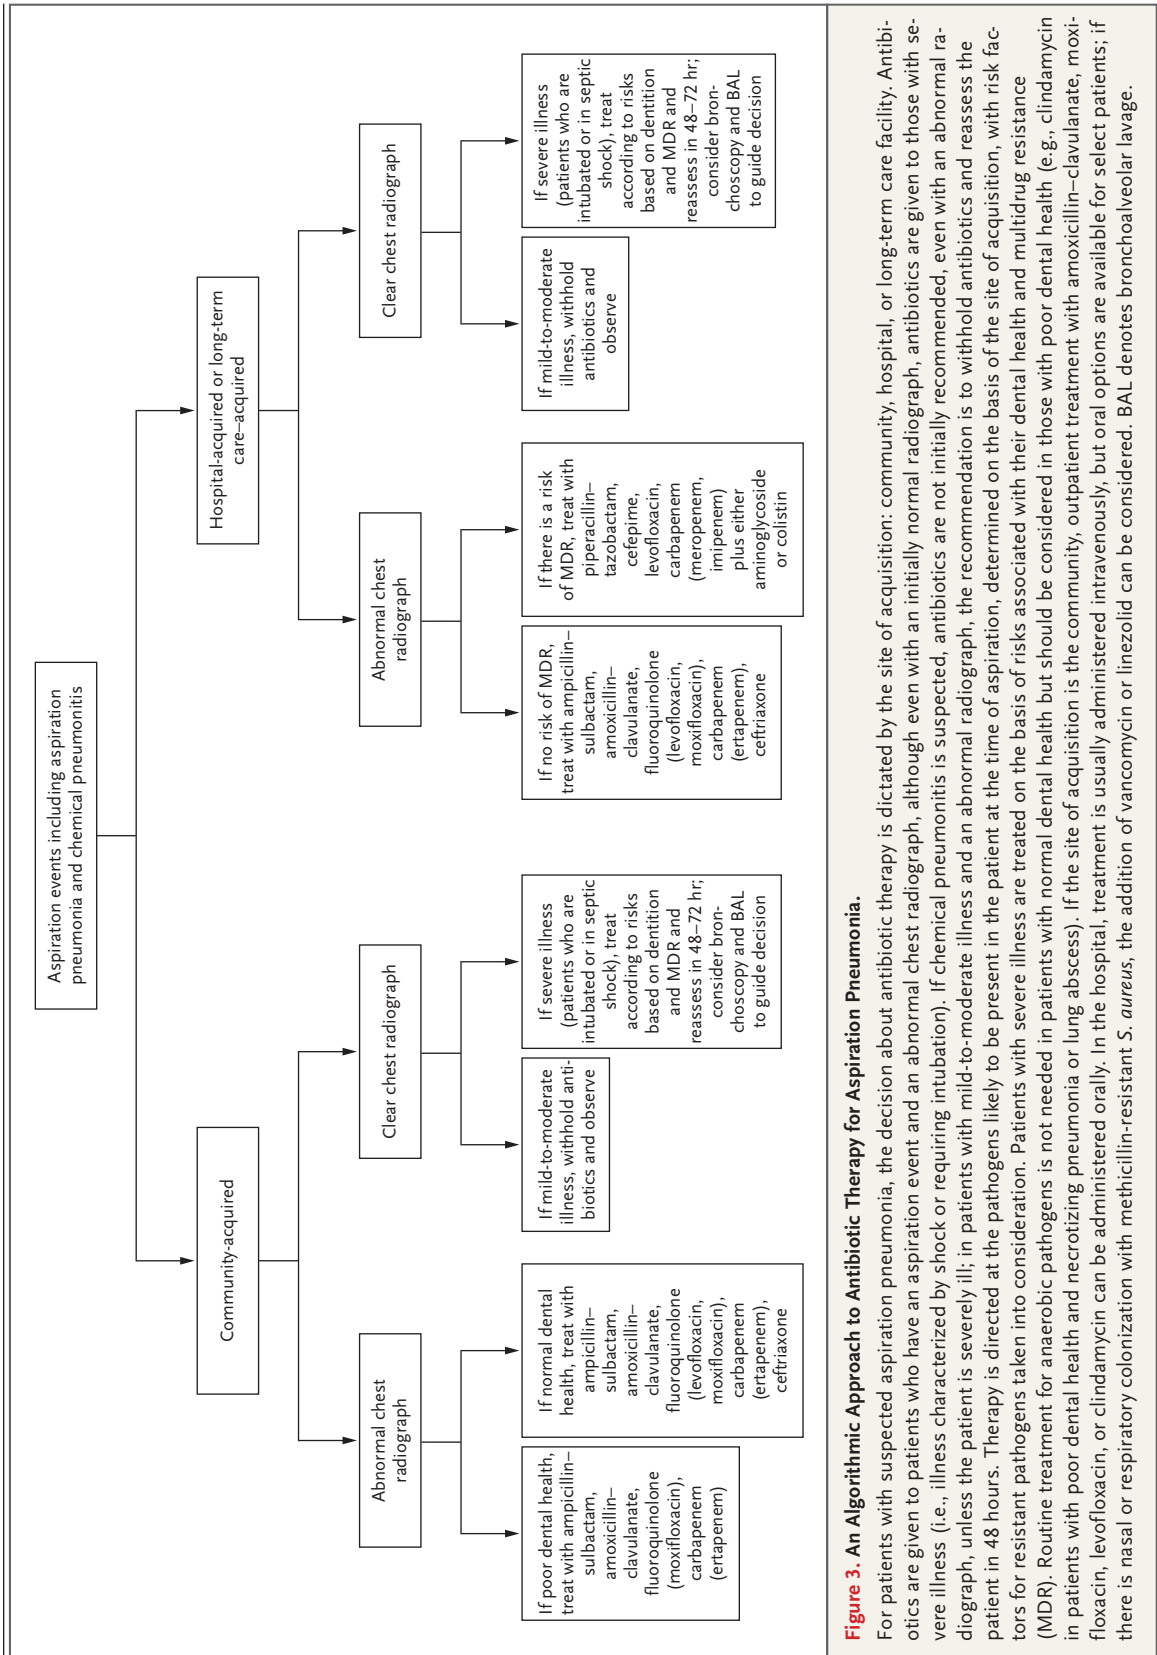 Aspiration events including aspiration
pneumonia and chemical pneumonitis
Community-acquired
Hospital-acquired or long-term
care–acquired
Abnormal chest
radiograph
Clear chest radiograph
Abnormal chest
radiograph
Clear chest radiograph
If poor dental health,
treat with ampicillin–
sulbactam,
amoxicillin–
clavulanate,
fluoroquinolone
(moxifloxacin),
carbapenem
(ertapenem)
If normal dental
health, treat with
ampicillin–
sulbactam,
amoxicillin–
clavulanate,
fluoroquinolone
(levofloxacin,
moxifloxacin),
carbapenem
(ertapenem),
ceftriaxone
If mild-to-moderate
illness, withhold anti-
biotics and observe
If severe illness
(patients who are
intubated or in septic
shock), treat
according to risks
based on dentition
and MDR and
reassess in 48–72 hr;
consider bron-
choscopy and BAL
to guide decision
If no risk of MDR,
treat with ampicillin–
sulbactam,
amoxicillin–
clavulanate,
fluoroquinolone
(levofloxacin,
moxifloxacin),
carbapenem
(ertapenem),
ceftriaxone
If there is a risk
of MDR, treat with
piperacillin–
tazobactam,
cefepime,
levofloxacin,
carbapenem
(meropenem,
imipenem)
plus either
aminoglycoside
or colistin
If mild-to-moderate
illness, withhold
antibiotics and
observe
If severe illness
(patients who are
intubated or in septic
shock), treat
according to risks
based on dentition
and MDR and
reassess in 48–72 hr;
consider bron-
choscopy and BAL
to guide decision
Figure 3. An Algorithmic Approach to Antibiotic Therapy for Aspiration Pneumonia.
For patients with suspected aspiration pneumonia, the decision about antibiotic therapy is dictated by the site of acquisition: community, hospital, or long-term care facility. Antibi-
otics are given to patients who have an aspiration event and an abnormal chest radiograph, although even with an initially normal radiograph, antibiotics are given to those with se-
vere illness (i.e., illness characterized by shock or requiring intubation). If chemical pneumonitis is suspected, antibiotics are not initially recommended, even with an abnormal ra-
diograph, unless the patient is severely ill; in patients with mild-to-moderate illness and an abnormal radiograph, the recommendation is to withhold antibiotics and reassess the
patient in 48 hours. Therapy is directed at the pathogens likely to be present in the patient at the time of aspiration, determined on the basis of the site of acquisition, with risk fac-
tors for resistant pathogens taken into consideration. Patients with severe illness are treated on the basis of risks associated with their dental health and multidrug resistance
(MDR). Routine treatment for anaerobic pathogens is not needed in patients with normal dental health but should be considered in those with poor dental health (e.g., clindamycin
in patients with poor dental health and necrotizing pneumonia or lung abscess). If the site of acquisition is the community, outpatient treatment with amoxicillin–clavulanate, moxi-
floxacin, levofloxacin, or clindamycin can be administered orally. In the hospital, treatment is usually administered intravenously, but oral options are available for select patients; if
there is nasal or respiratory colonization with methicillin-resistant S. aureus, the addition of vancomycin or linezolid can be considered. BAL denotes bronchoalveolar lavage.